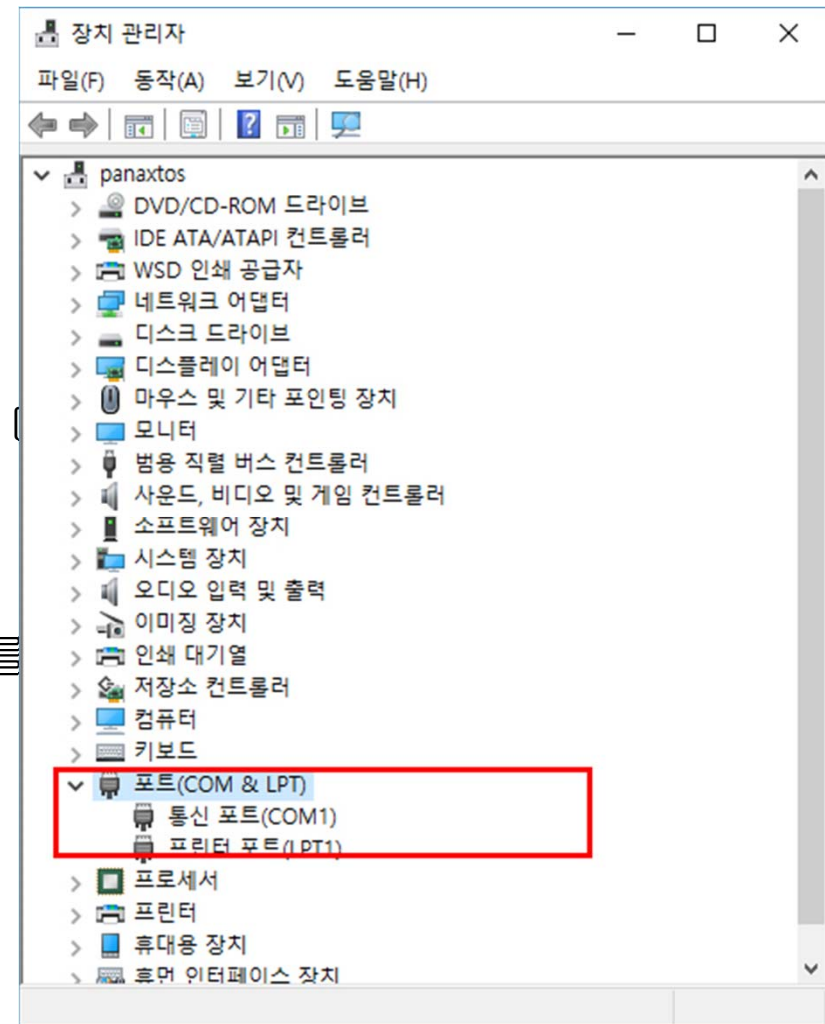 장치 관리자
파일(F) 동작(A) 보기(V) 도움말(H)
panaxtos
DVD/CD-ROM 드라이브
IDE ATA/ATAPI 컨트롤러
WSD 인쇄 공급자
네트워크 어댑터
디스크 드라이브
디스플레이 어댑터
마우스 및 기타 포인팅 장치
모니터
범용 직렬 버스 컨트롤러
사운드, 비디오 및 게임 컨트롤러
소프트웨어 장치
시스템 장치
오디오 입력 및 출력
이미징 장치
인쇄 대기열
저장소 컨트롤러
컴퓨터
키보드
포트(COM & LPT)
통신 포트(COM1)
프린터 포트(LPT1)
프로세서
프린터
휴대용 장치
휴먼 인터페이스 장치